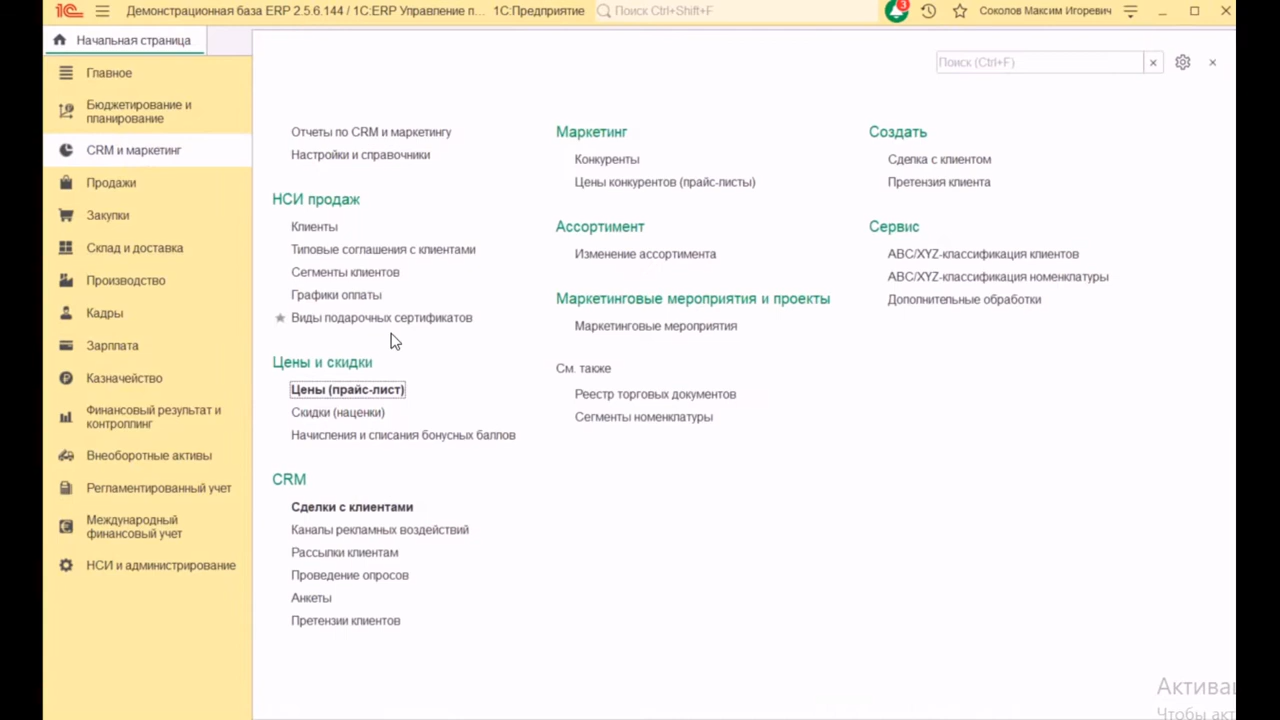 1С Демонстрационная база ERP 2.5.6.144 / 1С:ERP Управление п... 1С:Предприятие Поиск Ctrl+Shift+F 3 Соколов Максим Игоревич
Начальная страница
Поиск (Ctrl+F)
Главное
Бюджетирование и
планирование
CRM и маркетинг
Продажи
Закупки
Склад и доставка
Производство
Кадры
Зарплата
Казначейство
Финансовый результат и
контроллинг
Внеоборотные активы
Регламентированный учет
Международный
финансовый учет
НСИ и администрирование
Отчеты по CRM и маркетингу
Настройки и справочники
НСИ продаж
Клиенты
Типовые соглашения с клиентами
Сегменты клиентов
Графики оплаты
Виды подарочных сертификатов
Цены и скидки
Цены (прайс-лист)
Скидки (наценки)
Начисления и списания бонусных баллов
CRM
Сделки с клиентами
Каналы рекламных воздействий
Рассылки клиентам
Проведение опросов
Анкеты
Претензии клиентов
Маркетинг
Конкуренты
Цены конкурентов (прайс-листы)
Ассортимент
Изменение ассортимента
Маркетинговые мероприятия и проекты
Маркетинговые мероприятия
См. также
Реестр торговых документов
Сегменты номенклатуры
Создать
Сделка с клиентом
Претензия клиента
Сервис
ABC/XYZ-классификация клиентов
ABC/XYZ-классификация номенклатуры
Дополнительные обработки
Актива
Чтобы акт